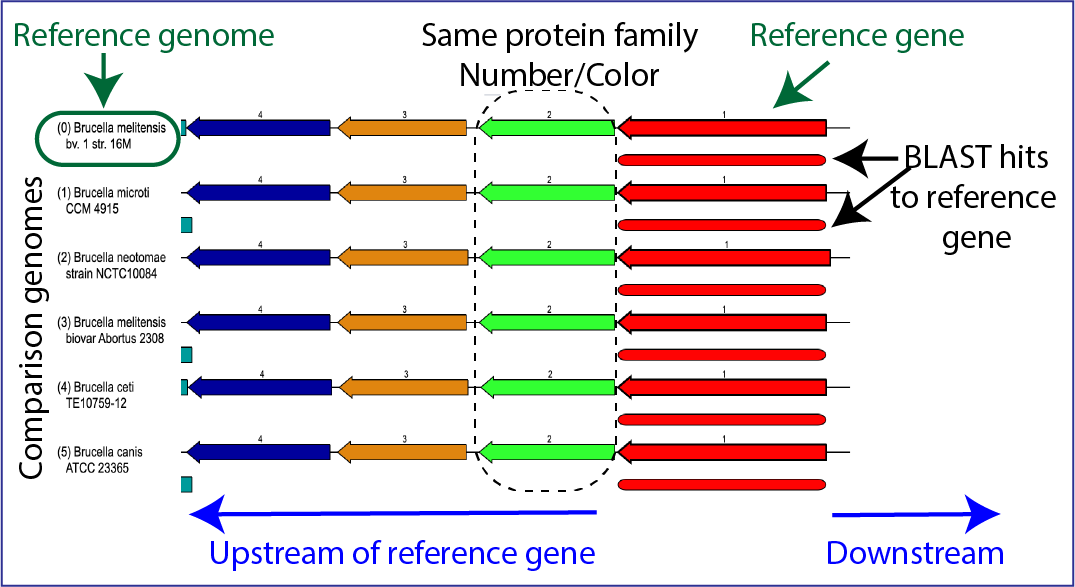 Reference genome
Same protein family
Number/Color
Reference gene
4 3 2 1
(0) Brucella melitensis
bv. 1 str. 16M
BLAST hits
to reference
gene
Comparison genomes
4 3 2 1
(1) Brucella microti
CCM 4915
4 3 2 1
(2) Brucella neotomae
strain NCTC10084
4 3 2 1
(3) Brucella melitensis
biovar Abortus 2308
4 3 2 1
(4) Brucella ceti
TE10759-12
4 3 2 1
(5) Brucella canis
ATCC 23365
Upstream of reference gene
Downstream